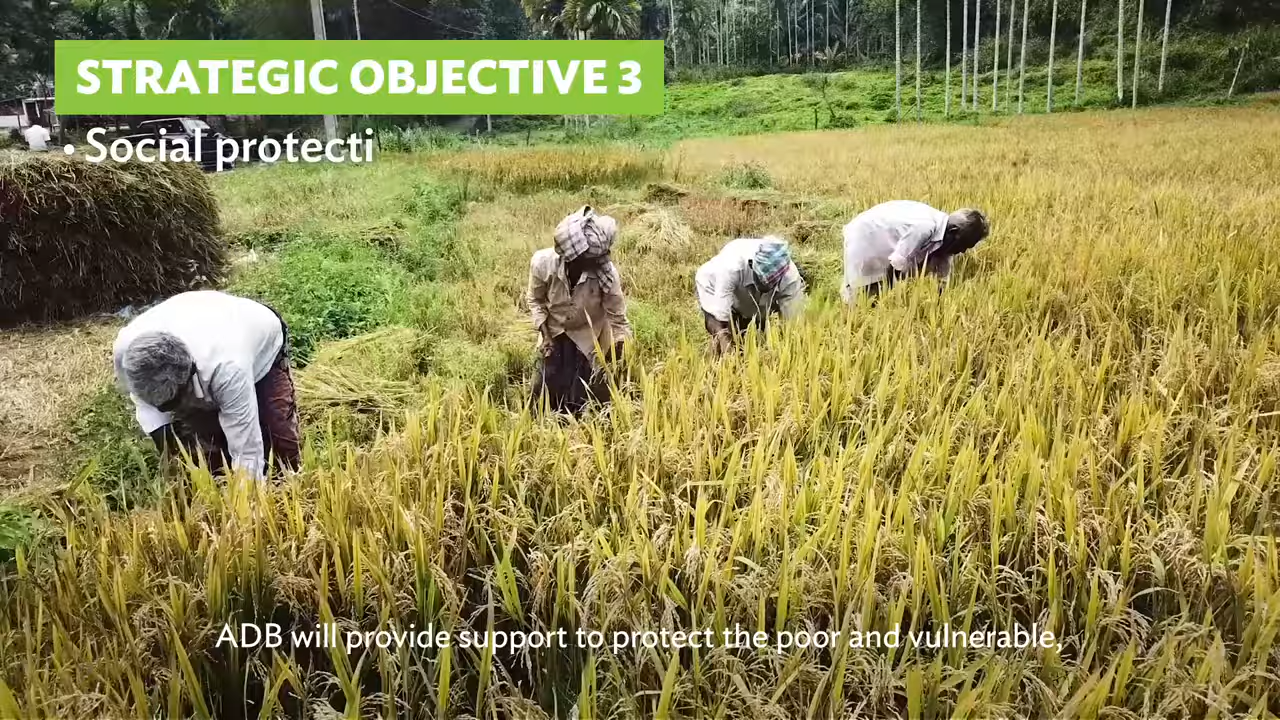 STRATEGIC OBJECTIVE 3
• Social protecti
ADB will provide support to protect the poor and vulnerable,